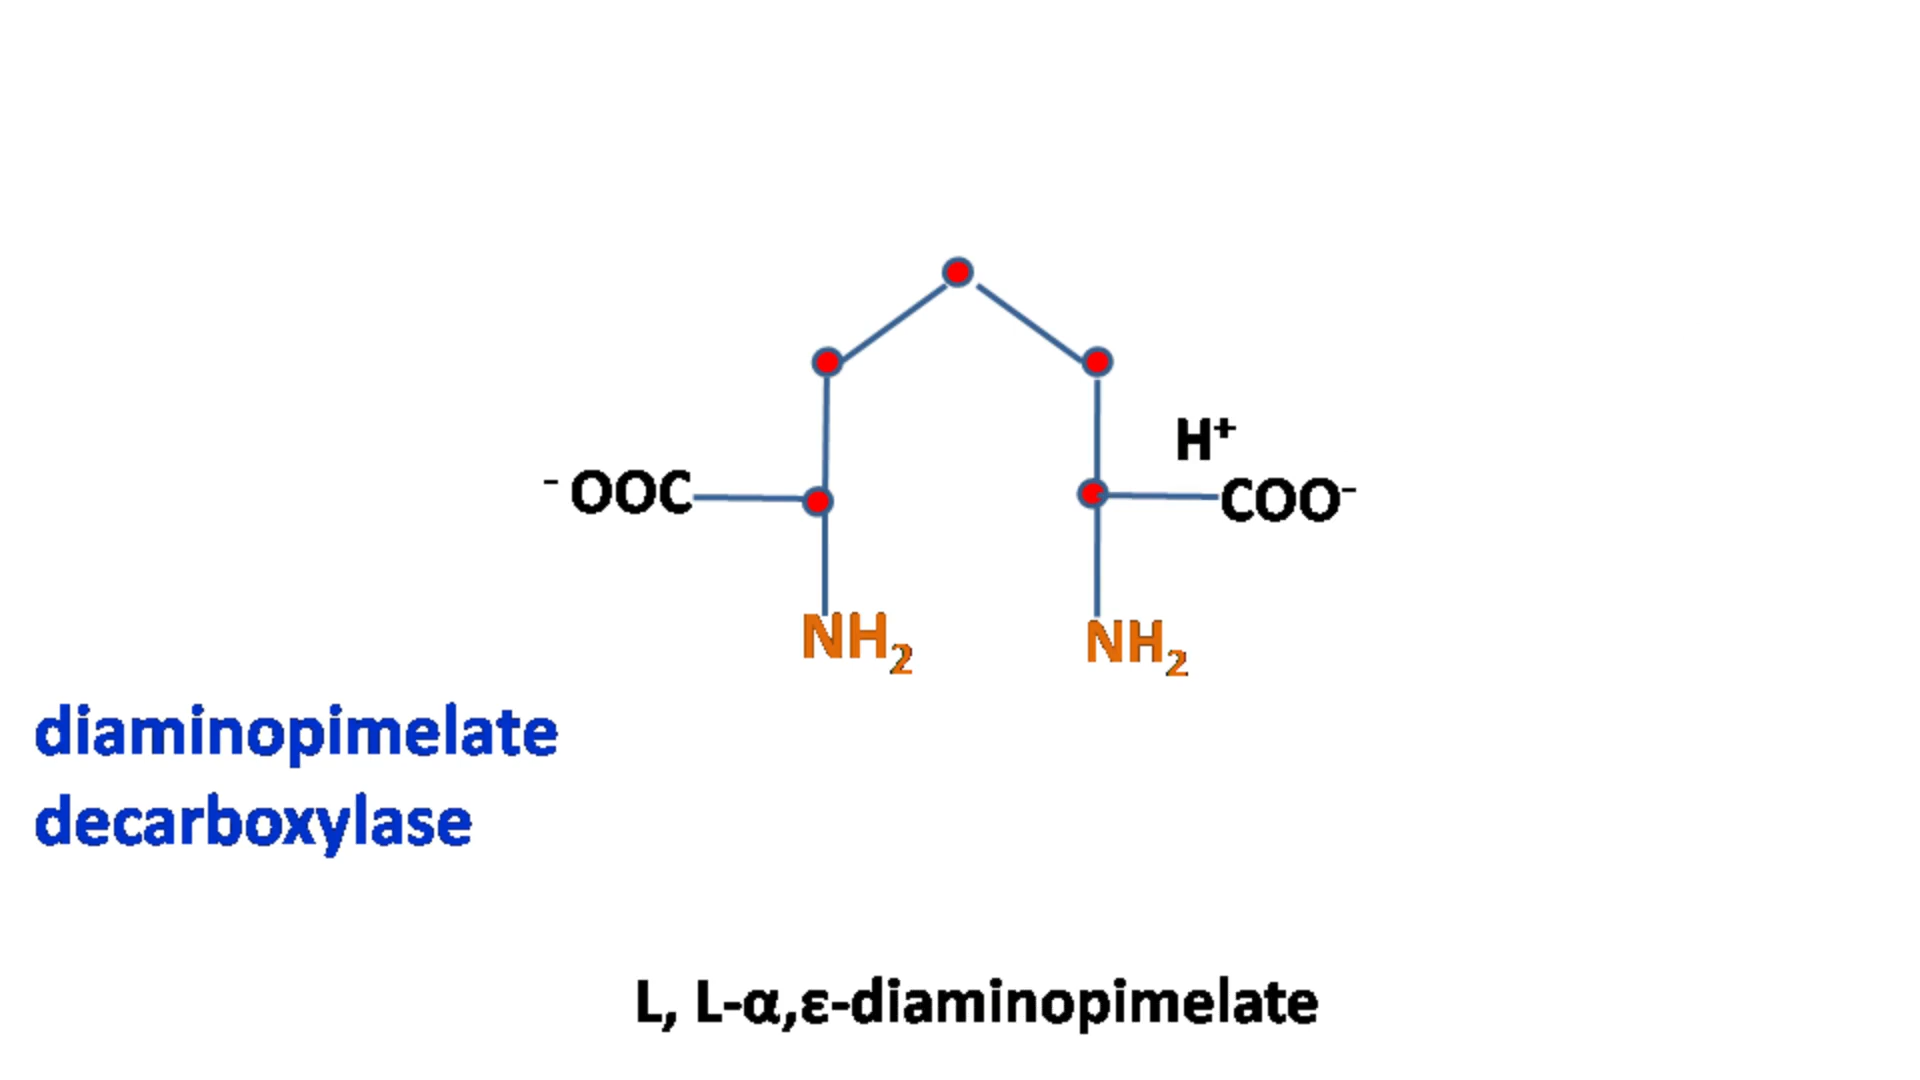 H⁺
⁻OOC
COO⁻
NH₂
NH₂
diaminopimelate
decarboxylase
L, L-α,ε-diaminopimelate